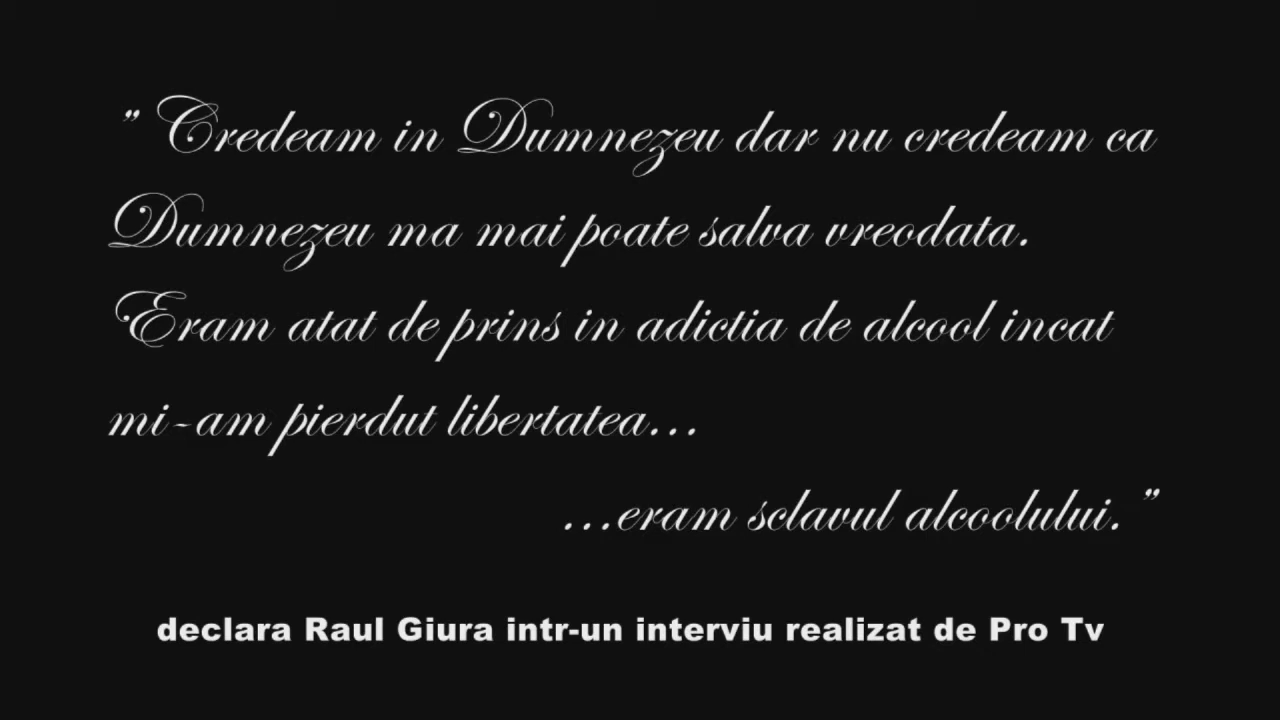 " Credeam in Dumnezeu dar nu credeam ca
Dumnezeu ma mai poate salva vreodata.
Eram atat de prins in adictia de alcool incat
mi-am pierdut libertatea...
...eram sclavul alcoolului. "
declara Raul Giura intr-un interviu realizat de Pro Tv